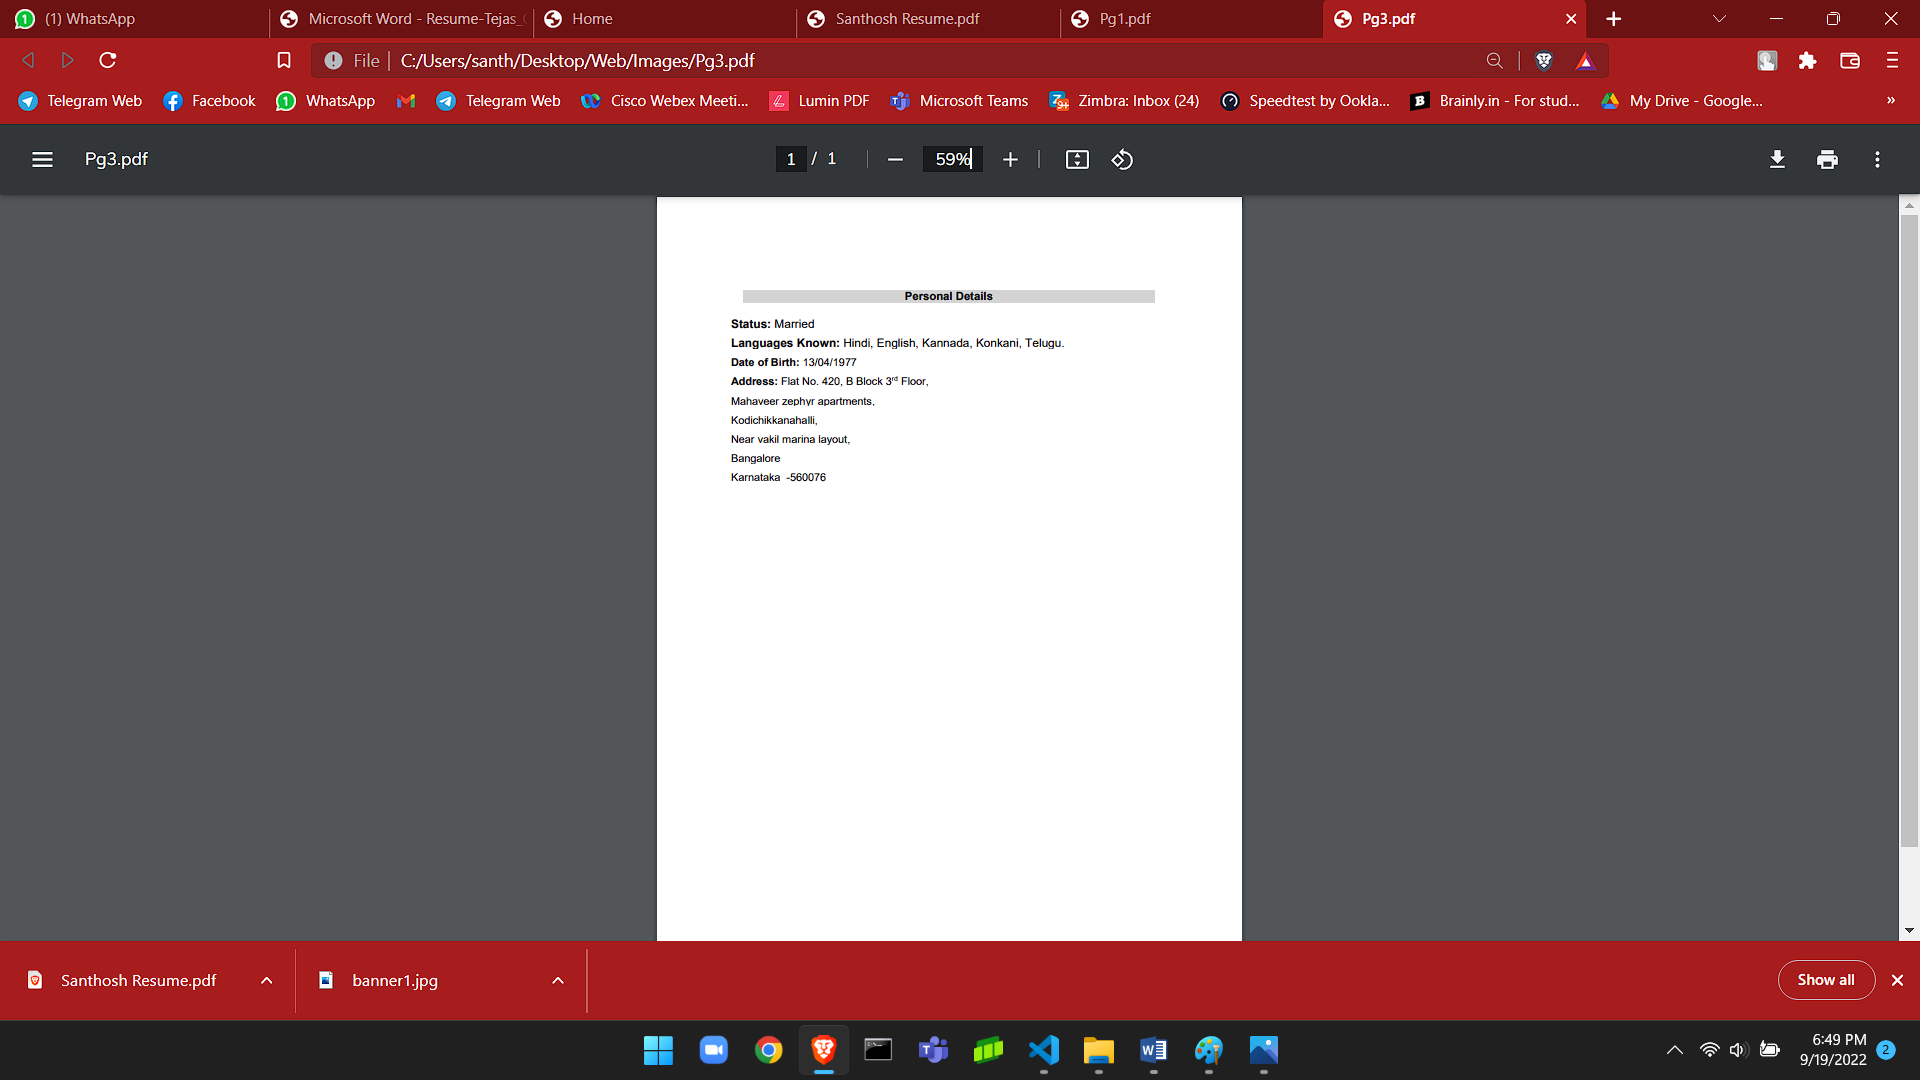 (1) WhatsApp
Microsoft Word - Resume-Tejas_
Home
Santhosh Resume.pdf
Pg1.pdf
Pg3.pdf
File
C:/Users/santh/Desktop/Web/Images/Pg3.pdf
Telegram Web
Facebook
WhatsApp
Telegram Web
Cisco Webex Meeti...
Lumin PDF
Microsoft Teams
Zimbra: Inbox (24)
Speedtest by Ookla...
Brainly.in - For stud...
My Drive - Google...
»
Pg3.pdf
1 / 1
59%
Personal Details
Status: Married
Languages Known: Hindi, English, Kannada, Konkani, Telugu.
Date of Birth: 13/04/1977
Address: Flat No. 420, B Block 3rd Floor,
Mahaveer zephyr apartments,
Kodichikkanahalli,
Near vakil marina layout,
Bangalore
Karnataka -560076
Santhosh Resume.pdf
banner1.jpg
Show all
6:49 PM
9/19/2022
2